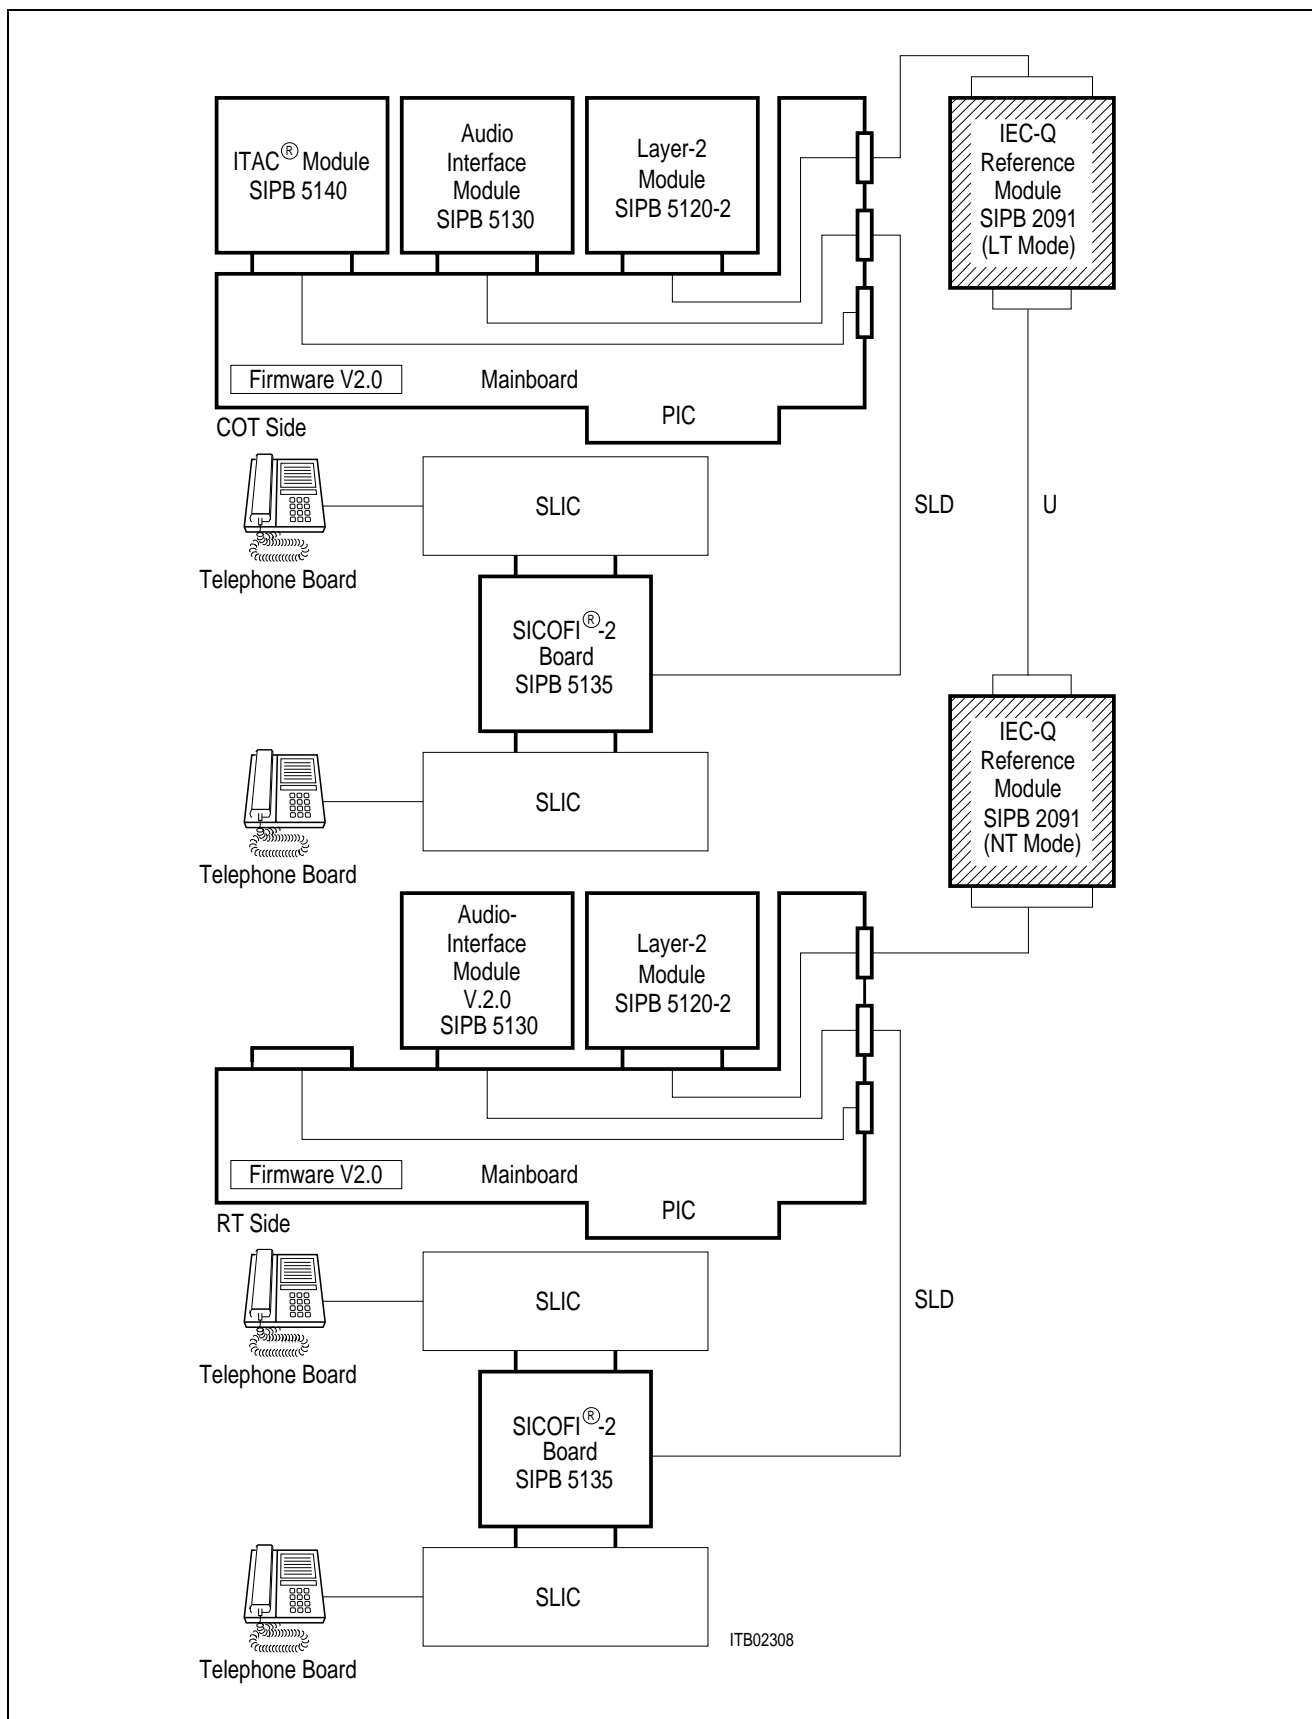 ITAC® Module
SIPB 5140
Audio
Interface
Module
SIPB 5130
Layer-2
Module
SIPB 5120-2
IEC-Q
Reference
Module
SIPB 2091
(LT Mode)
Firmware V2.0
Mainboard
PIC
COT Side
SLIC
Telephone Board
SLD
U
SICOFI®-2
Board
SIPB 5135
SLIC
Telephone Board
IEC-Q
Reference
Module
SIPB 2091
(NT Mode)
Audio-
Interface
Module
V.2.0
SIPB 5130
Layer-2
Module
SIPB 5120-2
Firmware V2.0
Mainboard
PIC
RT Side
SLIC
Telephone Board
SLD
SICOFI®-2
Board
SIPB 5135
SLIC
Telephone Board
ITB02308